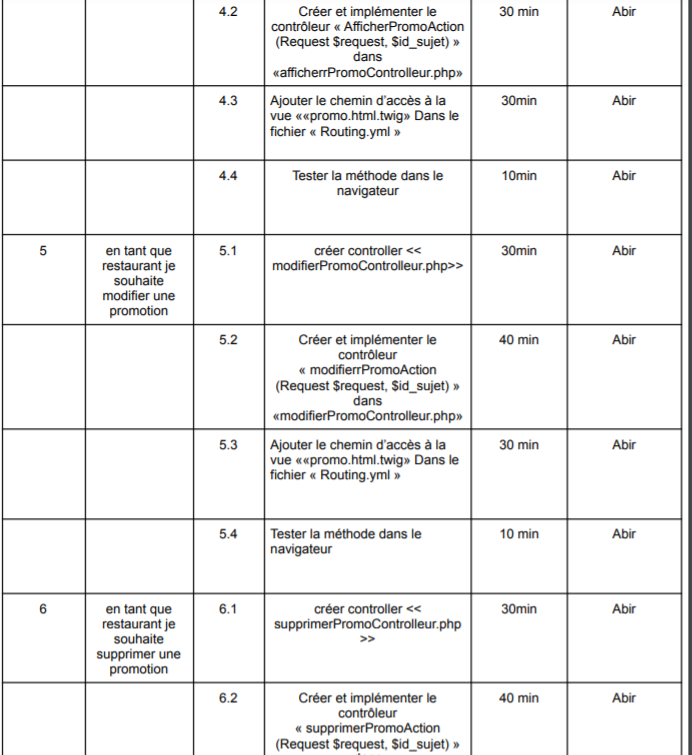 4.2 Créer et implémenter le 30 min Abir
contrôleur « AfficherPromoAction
(Request $request, $id_sujet) »
dans
«afficherrPromoControlleur.php»
4.3 Ajouter le chemin d'accès à la 30min Abir
vue ««promo.html.twig» Dans le
fichier « Routing.yml »
4.4 Tester la méthode dans le 10min Abir
navigateur
5 en tant que 5.1 créer controller << 30min Abir
restaurant je modifierPromoControlleur.php>>
souhaite
modifier une
promotion
5.2 Créer et implémenter le 40 min Abir
contrôleur
« modifierrPromoAction
(Request $request, $id_sujet) »
dans
«modifierPromoControlleur.php»
5.3 Ajouter le chemin d'accès à la 30 min Abir
vue ««promo.html.twig» Dans le
fichier « Routing.yml »
5.4 Tester la méthode dans le 10 min Abir
navigateur
6 en tant que 6.1 créer controller << 30min Abir
restaurant je supprimerPromoControlleur.php
souhaite >>
supprimer une
promotion
6.2 Créer et implémenter le 40 min Abir
contrôleur
« supprimerPromoAction
(Request $request, $id_sujet) »